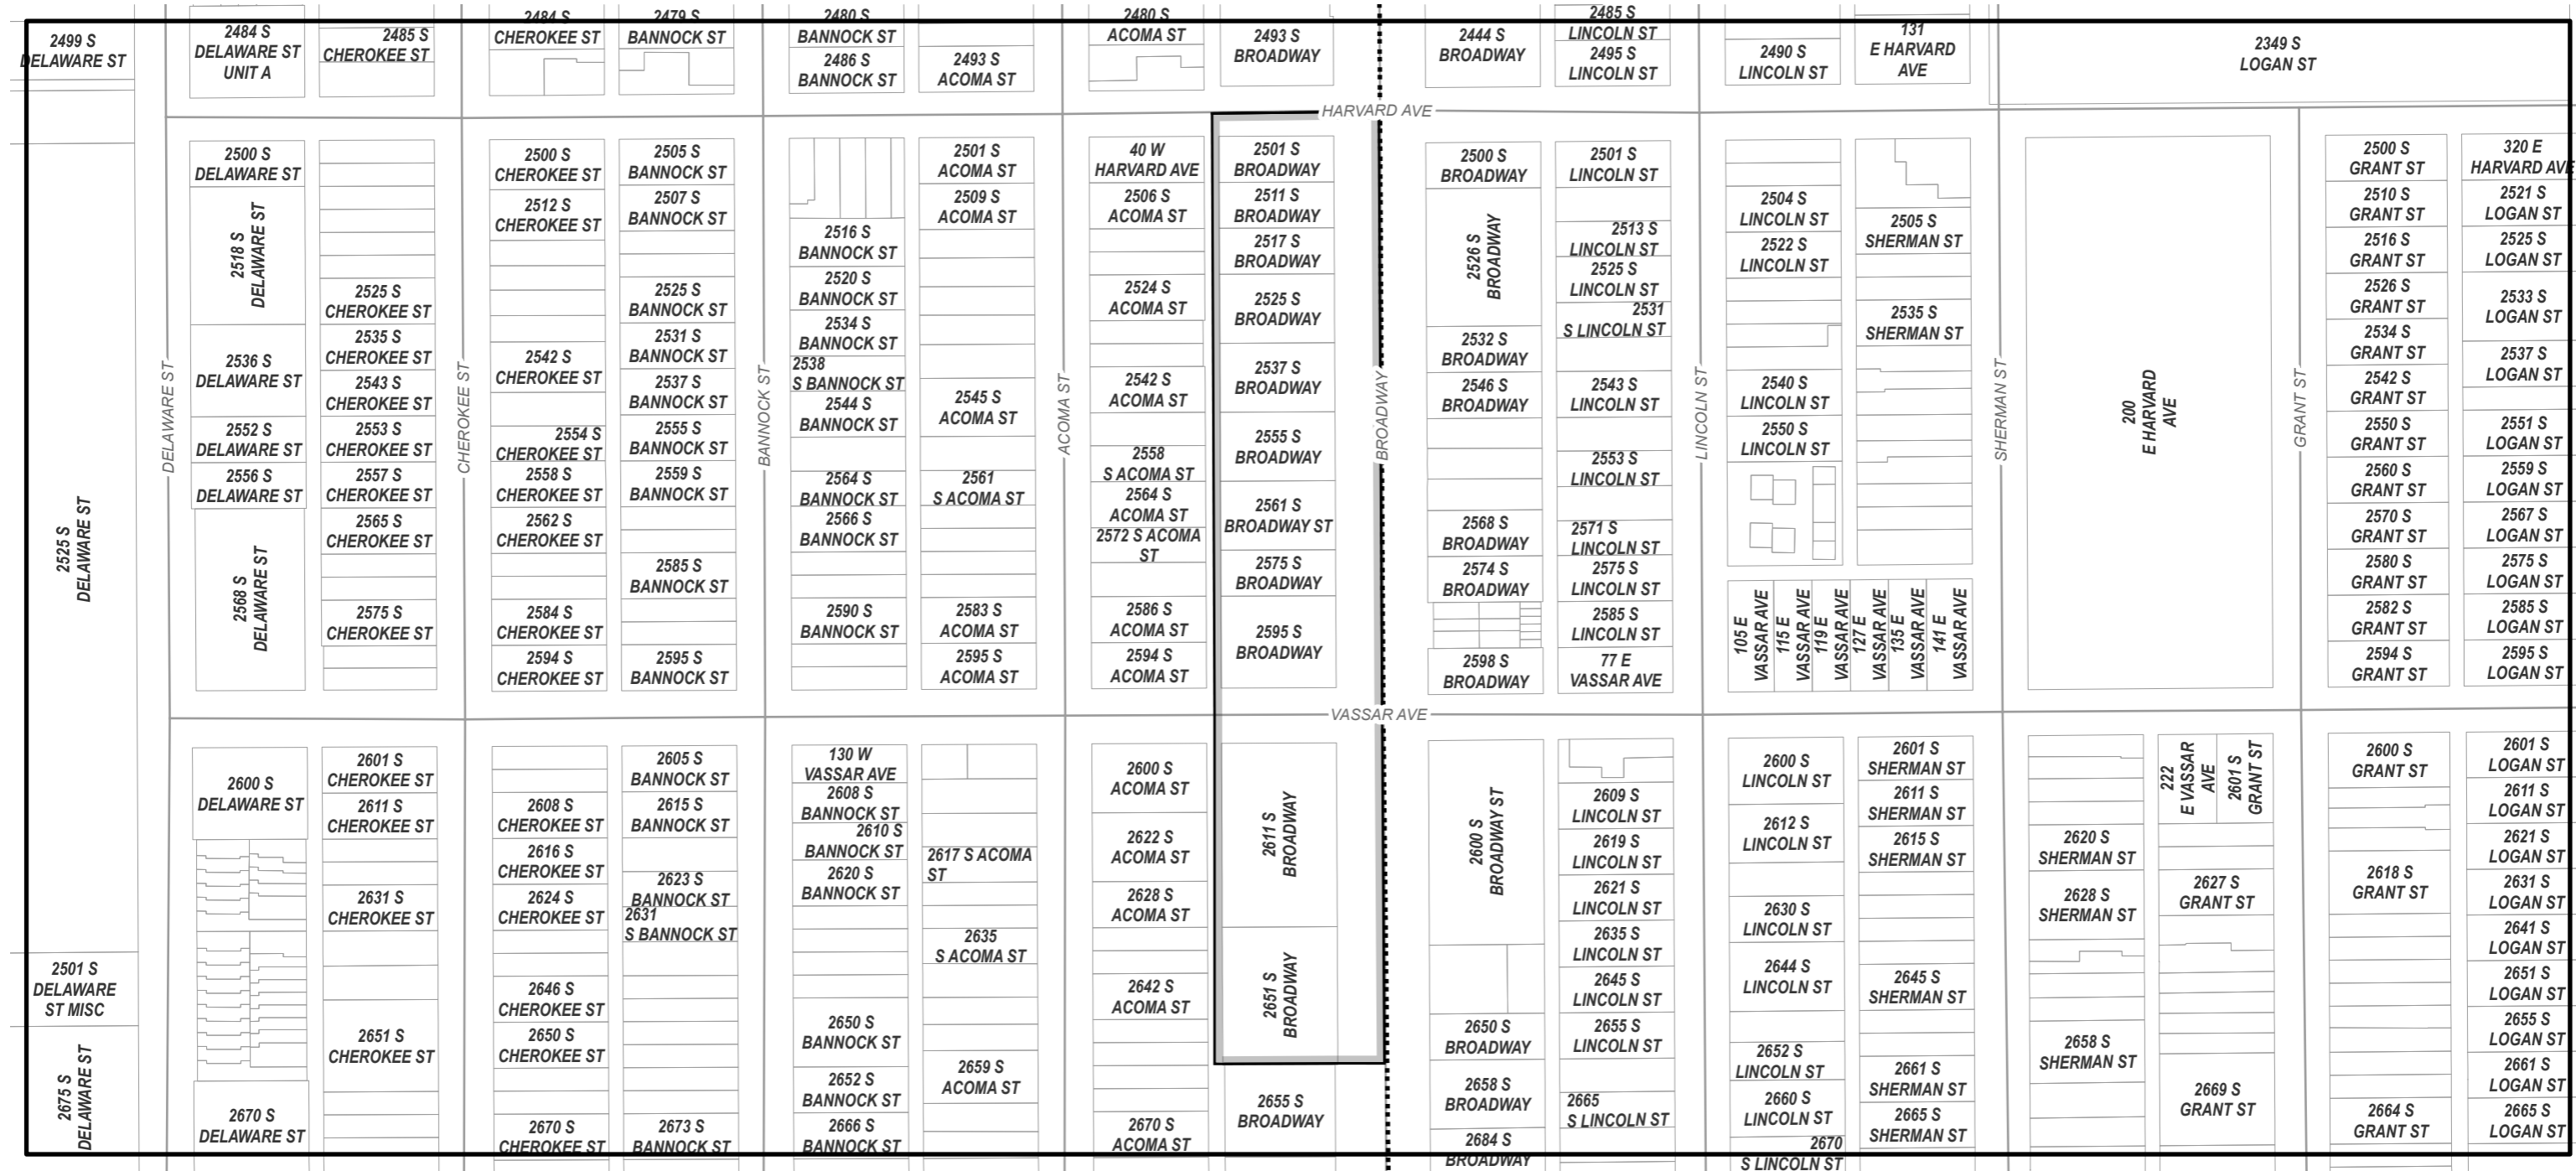 2499 S
DELAWARE ST
2484 S
DELAWARE ST
UNIT A
2485 S
CHEROKEE ST
2484 S
CHEROKEE ST
2479 S
BANNOCK ST
2480 S
BANNOCK ST
2486 S
BANNOCK ST
2493 S
ACOMA ST
2480 S
ACOMA ST
2493 S
BROADWAY
2444 S
BROADWAY
2485 S
LINCOLN ST
2495 S
LINCOLN ST
2490 S
LINCOLN ST
131
E HARVARD
AVE
2349 S
LOGAN ST
HARVARD AVE
2525 S
DELAWARE ST
2501 S
DELAWARE
ST MISC
2675 S
DELAWARE ST
DELAWARE ST
2500 S
DELAWARE ST
2518 S
DELAWARE ST
2536 S
DELAWARE ST
2552 S
DELAWARE ST
2556 S
DELAWARE ST
2568 S
DELAWARE ST
2525 S
CHEROKEE ST
2535 S
CHEROKEE ST
2543 S
CHEROKEE ST
2553 S
CHEROKEE ST
2557 S
CHEROKEE ST
2565 S
CHEROKEE ST
2575 S
CHEROKEE ST
CHEROKEE ST
2500 S
CHEROKEE ST
2512 S
CHEROKEE ST
2542 S
CHEROKEE ST
2554 S
CHEROKEE ST
2558 S
CHEROKEE ST
2562 S
CHEROKEE ST
2584 S
CHEROKEE ST
2594 S
CHEROKEE ST
2505 S
BANNOCK ST
2507 S
BANNOCK ST
2525 S
BANNOCK ST
2531 S
BANNOCK ST
2537 S
BANNOCK ST
2555 S
BANNOCK ST
2559 S
BANNOCK ST
2585 S
BANNOCK ST
2595 S
BANNOCK ST
BANNOCK ST
2516 S
BANNOCK ST
2520 S
BANNOCK ST
2534 S
BANNOCK ST
2538
S BANNOCK ST
2544 S
BANNOCK ST
2564 S
BANNOCK ST
2566 S
BANNOCK ST
2590 S
BANNOCK ST
2501 S
ACOMA ST
2509 S
ACOMA ST
2545 S
ACOMA ST
2561
S ACOMA ST
2583 S
ACOMA ST
2595 S
ACOMA ST
ACOMA ST
40 W
HARVARD AVE
2506 S
ACOMA ST
2524 S
ACOMA ST
2542 S
ACOMA ST
2558
S ACOMA ST
2564 S
ACOMA ST
2572 S ACOMA
ST
2586 S
ACOMA ST
2594 S
ACOMA ST
2501 S
BROADWAY
2511 S
BROADWAY
2517 S
BROADWAY
2525 S
BROADWAY
2537 S
BROADWAY
2555 S
BROADWAY
2561 S
BROADWAY ST
2575 S
BROADWAY
2595 S
BROADWAY
BROADWAY
2500 S
BROADWAY
2526 S
BROADWAY
2532 S
BROADWAY
2546 S
BROADWAY
2568 S
BROADWAY
2574 S
BROADWAY
2598 S
BROADWAY
2501 S
LINCOLN ST
2513 S
LINCOLN ST
2525 S
LINCOLN ST
2531
S LINCOLN ST
2543 S
LINCOLN ST
2553 S
LINCOLN ST
2571 S
LINCOLN ST
2575 S
LINCOLN ST
2585 S
LINCOLN ST
77 E
VASSAR AVE
LINCOLN ST
2504 S
LINCOLN ST
2522 S
LINCOLN ST
2540 S
LINCOLN ST
2550 S
LINCOLN ST
105 E
VASSAR AVE
115 E
VASSAR AVE
119 E
VASSAR AVE
127 E
VASSAR AVE
135 E
VASSAR AVE
141 E
VASSAR AVE
2505 S
SHERMAN ST
2535 S
SHERMAN ST
SHERMAN ST
200
E HARVARD
AVE
GRANT ST
2500 S
GRANT ST
2510 S
GRANT ST
2516 S
GRANT ST
2526 S
GRANT ST
2534 S
GRANT ST
2542 S
GRANT ST
2550 S
GRANT ST
2560 S
GRANT ST
2570 S
GRANT ST
2580 S
GRANT ST
2582 S
GRANT ST
2594 S
GRANT ST
320 E
HARVARD AVE
2521 S
LOGAN ST
2525 S
LOGAN ST
2533 S
LOGAN ST
2537 S
LOGAN ST
2551 S
LOGAN ST
2559 S
LOGAN ST
2567 S
LOGAN ST
2575 S
LOGAN ST
2585 S
LOGAN ST
2595 S
LOGAN ST
VASSAR AVE
2600 S
DELAWARE ST
2670 S
DELAWARE ST
2601 S
CHEROKEE ST
2611 S
CHEROKEE ST
2631 S
CHEROKEE ST
2651 S
CHEROKEE ST
2608 S
CHEROKEE ST
2616 S
CHEROKEE ST
2624 S
CHEROKEE ST
2646 S
CHEROKEE ST
2650 S
CHEROKEE ST
2670 S
CHEROKEE ST
2605 S
BANNOCK ST
2615 S
BANNOCK ST
2623 S
BANNOCK ST
2631
S BANNOCK ST
2673 S
BANNOCK ST
130 W
VASSAR AVE
2608 S
BANNOCK ST
2610 S
BANNOCK ST
2620 S
BANNOCK ST
2650 S
BANNOCK ST
2652 S
BANNOCK ST
2666 S
BANNOCK ST
2617 S ACOMA
ST
2635
S ACOMA ST
2659 S
ACOMA ST
2600 S
ACOMA ST
2622 S
ACOMA ST
2628 S
ACOMA ST
2642 S
ACOMA ST
2670 S
ACOMA ST
2611 S
BROADWAY
2651 S
BROADWAY
2655 S
BROADWAY
2600 S
BROADWAY ST
2650 S
BROADWAY
2658 S
BROADWAY
2684 S
BROADWAY
2609 S
LINCOLN ST
2619 S
LINCOLN ST
2621 S
LINCOLN ST
2635 S
LINCOLN ST
2645 S
LINCOLN ST
2655 S
LINCOLN ST
2665
S LINCOLN ST
2600 S
LINCOLN ST
2612 S
LINCOLN ST
2630 S
LINCOLN ST
2644 S
LINCOLN ST
2652 S
LINCOLN ST
2660 S
LINCOLN ST
2670
S LINCOLN ST
2601 S
SHERMAN ST
2611 S
SHERMAN ST
2615 S
SHERMAN ST
2645 S
SHERMAN ST
2661 S
SHERMAN ST
2665 S
SHERMAN ST
2620 S
SHERMAN ST
2628 S
SHERMAN ST
2658 S
SHERMAN ST
222
E VASSAR
AVE
2601 S
GRANT ST
2627 S
GRANT ST
2669 S
GRANT ST
2600 S
GRANT ST
2618 S
GRANT ST
2664 S
GRANT ST
2601 S
LOGAN ST
2611 S
LOGAN ST
2621 S
LOGAN ST
2631 S
LOGAN ST
2641 S
LOGAN ST
2651 S
LOGAN ST
2655 S
LOGAN ST
2661 S
LOGAN ST
2665 S
LOGAN ST